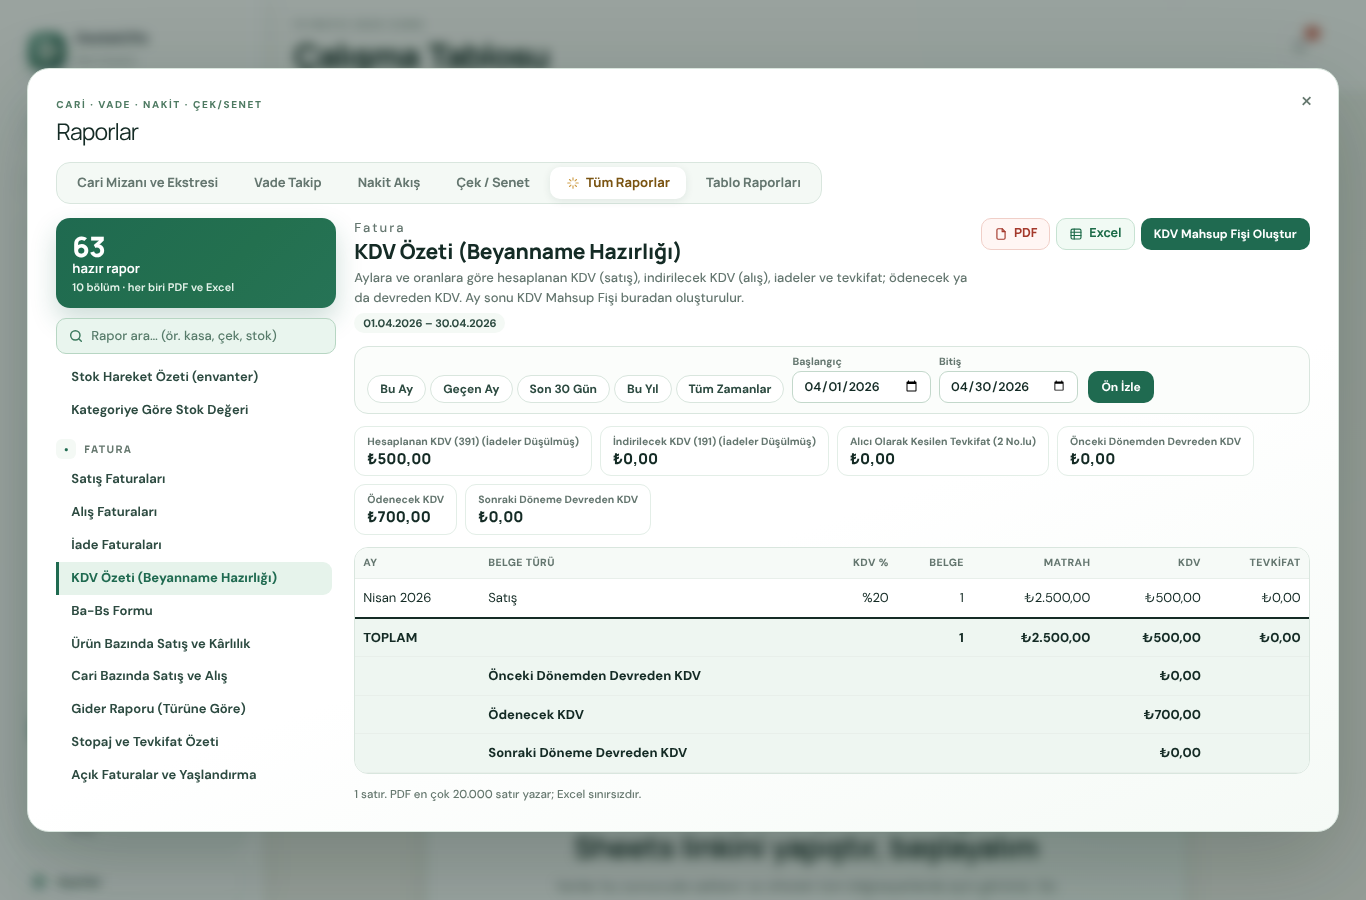 Çalışma Tablosu
CARİ · VADE · NAKİT · ÇEK/SENET
Raporlar
×
Cari Mizanı ve Ekstresi
Vade Takip
Nakit Akış
Çek / Senet
Tüm Raporlar
Tablo Raporları
63
hazır rapor
10 bölüm · her biri PDF ve Excel
Rapor ara... (ör. kasa, çek, stok)
Stok Hareket Özeti (envanter)
Kategoriye Göre Stok Değeri
FATURA
Satış Faturaları
Alış Faturaları
İade Faturaları
KDV Özeti (Beyanname Hazırlığı)
Ba-Bs Formu
Ürün Bazında Satış ve Kârlılık
Cari Bazında Satış ve Alış
Gider Raporu (Türüne Göre)
Stopaj ve Tevkifat Özeti
Açık Faturalar ve Yaşlandırma
Fatura
KDV Özeti (Beyanname Hazırlığı)
PDF
Excel
KDV Mahsup Fişi Oluştur
Aylara ve oranlara göre hesaplanan KDV (satış), indirilecek KDV (alış), iadeler ve tevkifat; ödenecek ya
da devreden KDV. Ay sonu KDV Mahsup Fişi buradan oluşturulur.
01.04.2026 – 30.04.2026
Bu Ay
Geçen Ay
Son 30 Gün
Bu Yıl
Tüm Zamanlar
Başlangıç
04/01/2026
Bitiş
04/30/2026
Ön İzle
Hesaplanan KDV (391) (İadeler Düşülmüş)
₺500,00
İndirilecek KDV (191) (İadeler Düşülmüş)
₺0,00
Alıcı Olarak Kesilen Tevkifat (2 No.lu)
₺0,00
Önceki Dönemden Devreden KDV
₺0,00
Ödenecek KDV
₺700,00
Sonraki Döneme Devreden KDV
₺0,00
AY BELGE TÜRÜ KDV % BELGE MATRAH KDV TEVKİFAT
Nisan 2026 Satış %20 1 ₺2.500,00 ₺500,00 ₺0,00
TOPLAM 1 ₺2.500,00 ₺500,00 ₺0,00
Önceki Dönemden Devreden KDV ₺0,00
Ödenecek KDV ₺700,00
Sonraki Döneme Devreden KDV ₺0,00
1 satır. PDF en çok 20.000 satır yazar; Excel sınırsızdır.
Sheets linkini yapıştır, başlayalım